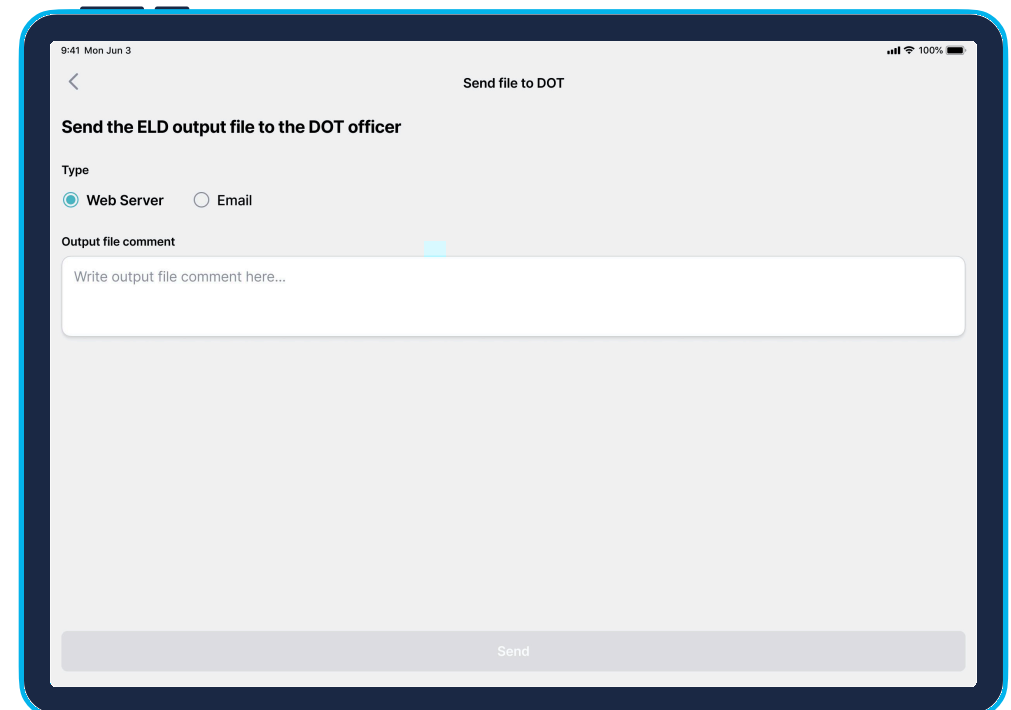 9:41 Mon Jun 3
100%
Send file to DOT
Send the ELD output file to the DOT officer
Type
Web Server
Email
Output file comment
Write output file comment here...
Send